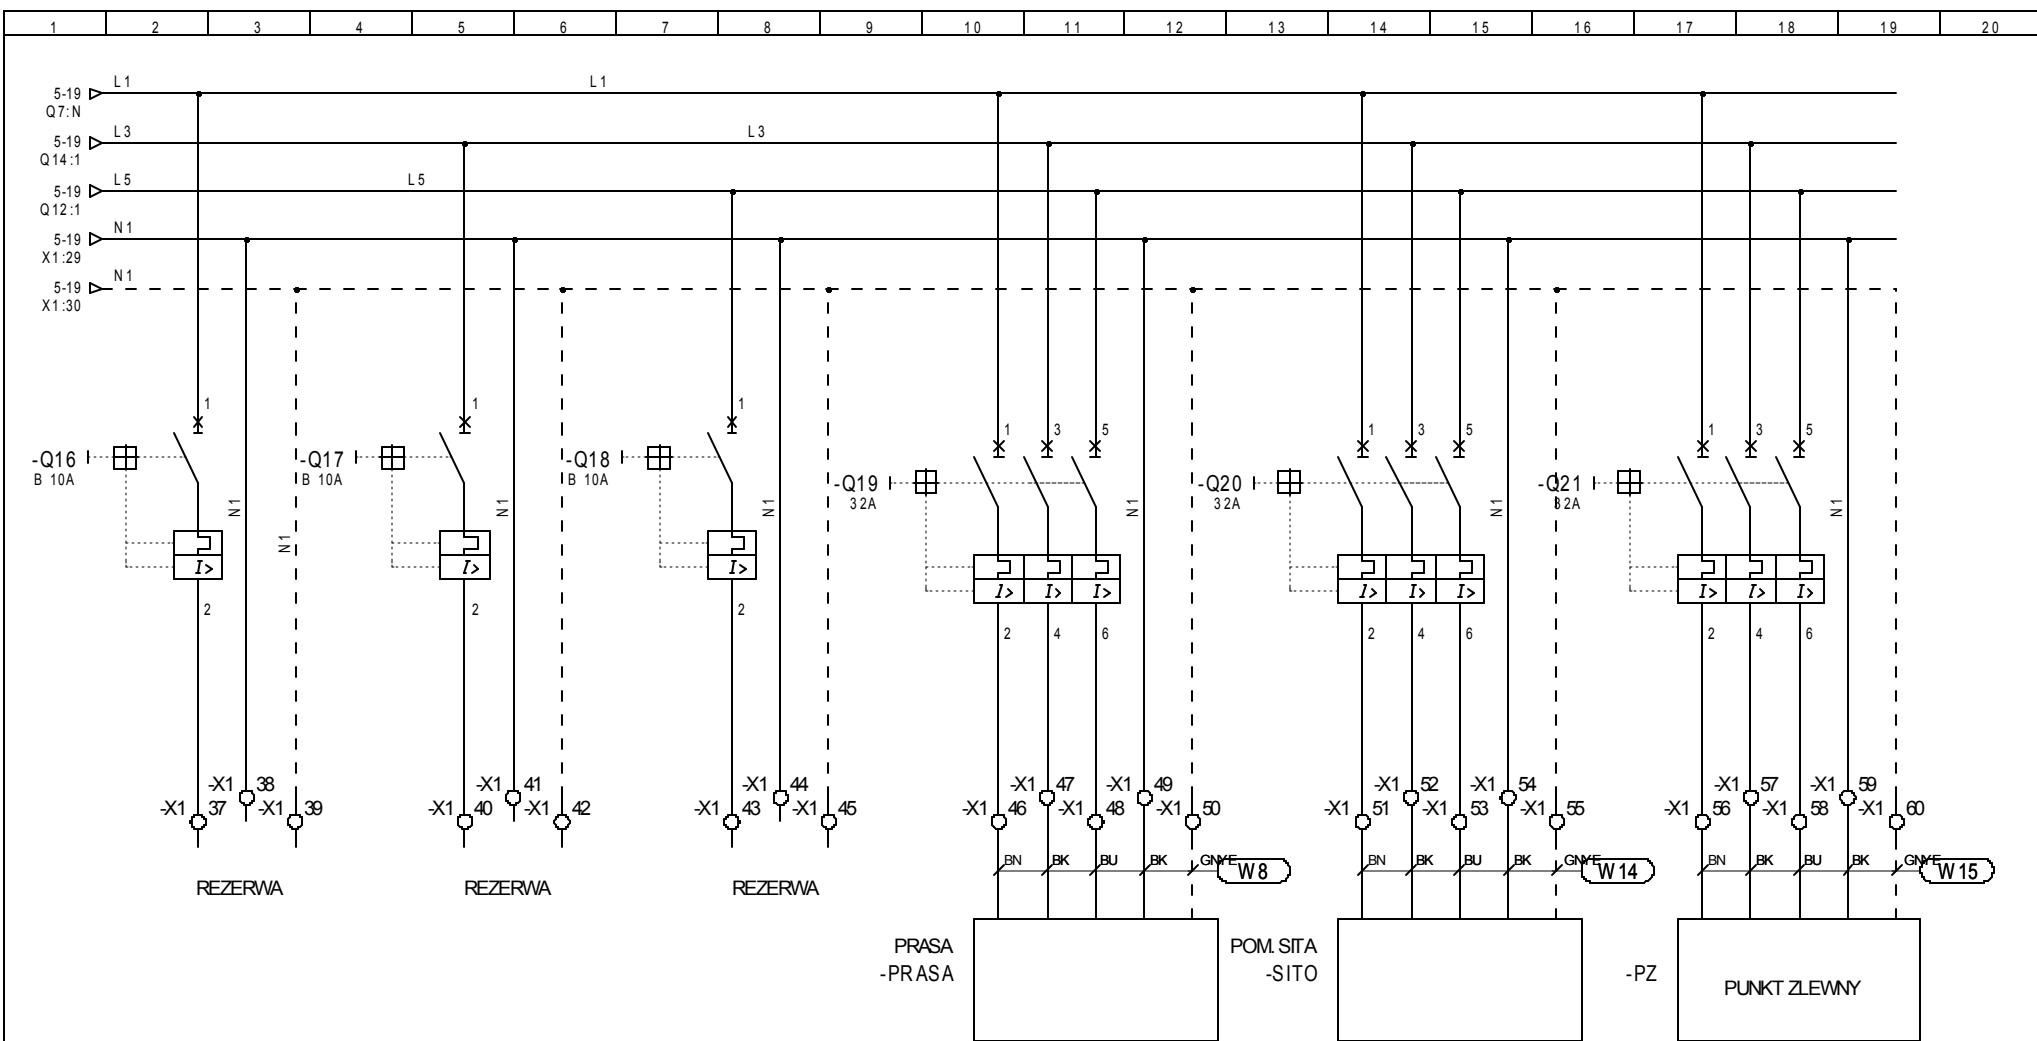 1 2 3 4 5 6 7 8 9 10 11 12 13 14 15 16 17 18 19 20
L1 L1
5-19
Q7:N
L3 L3
5-19
Q14:1
L5 L5
5-19
Q12:1
N1
5-19
X1:29
N1
5-19
X1:30
1 1 1
1 3 5 1 3 5 1 3 5
-Q16 -Q17 -Q18
B 10A B 10A B 10A
-Q19 -Q20 -Q21
32A 32A 32A
N1 N1 N1 N1 N1 N1
N1
I> I> I>
I> I> I> I> I> I> I> I> I>
2 2 2
2 4 6 2 4 6 2 4 6
-X1 38 -X1 41 -X1 44 -X1 47 -X1 49 -X1 52 -X1 54 -X1 57 -X1 59
-X1 37 -X1 39 -X1 40 -X1 42 -X1 43 -X1 45 -X1 46 -X1 48 -X1 50 -X1 51 -X1 53 -X1 55 -X1 56 -X1 58 -X1 60
BN BK BU BK GNYE W8 BN BK BU BK GNYE W14 BN BK BU BK GNYE W15
REZERWA REZERWA REZERWA
PRASA POM. SITA
-PRASA -SITO -PZ
PUNKT ZLEWNY